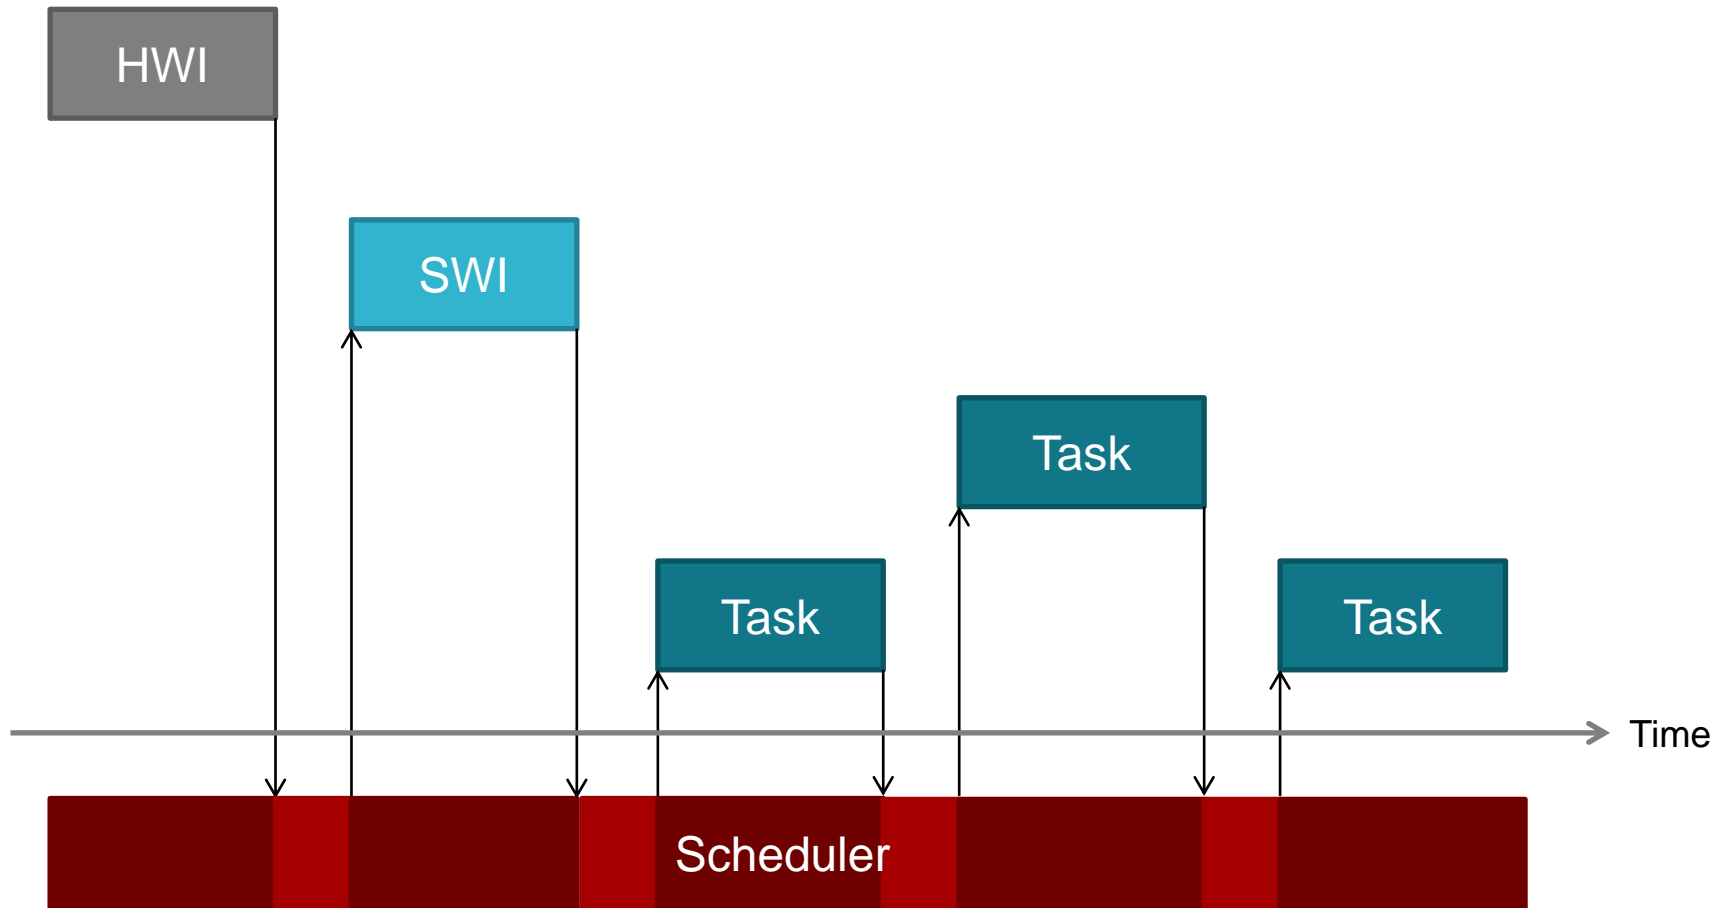 HWI
SWI
Task
Task
Task
Time
Scheduler